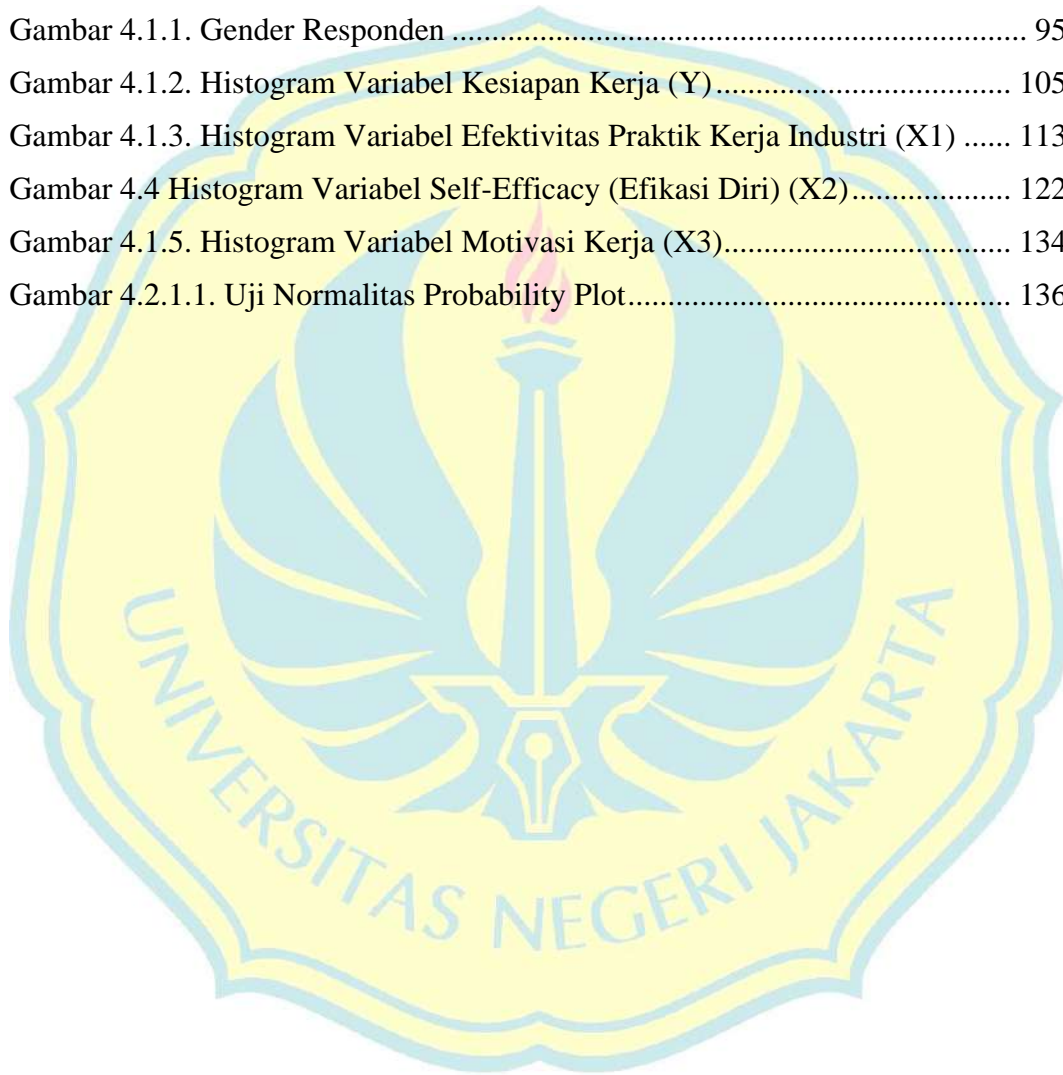 Gambar 4.1.1. Gender Responden ........................................................................ 95
Gambar 4.1.2. Histogram Variabel Kesiapan Kerja (Y)..................................... 105
Gambar 4.1.3. Histogram Variabel Efektivitas Praktik Kerja Industri (X1) ...... 113
Gambar 4.4 Histogram Variabel Self-Efficacy (Efikasi Diri) (X2).................... 122
Gambar 4.1.5. Histogram Variabel Motivasi Kerja (X3).................................... 134
Gambar 4.2.1.1. Uji Normalitas Probability Plot................................................ 136
UNIVERSITAS NEGERI JAKARTA